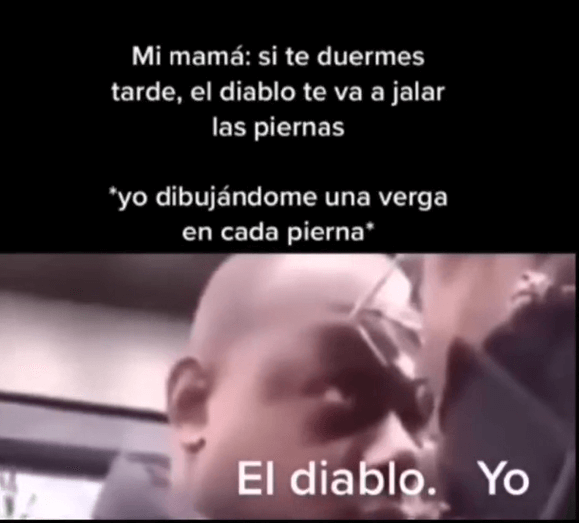 Mi mamá: si te duermes
tarde, el diablo te va a jalar
las piernas
*yo dibujándome una verga
en cada pierna*
El diablo. Yo